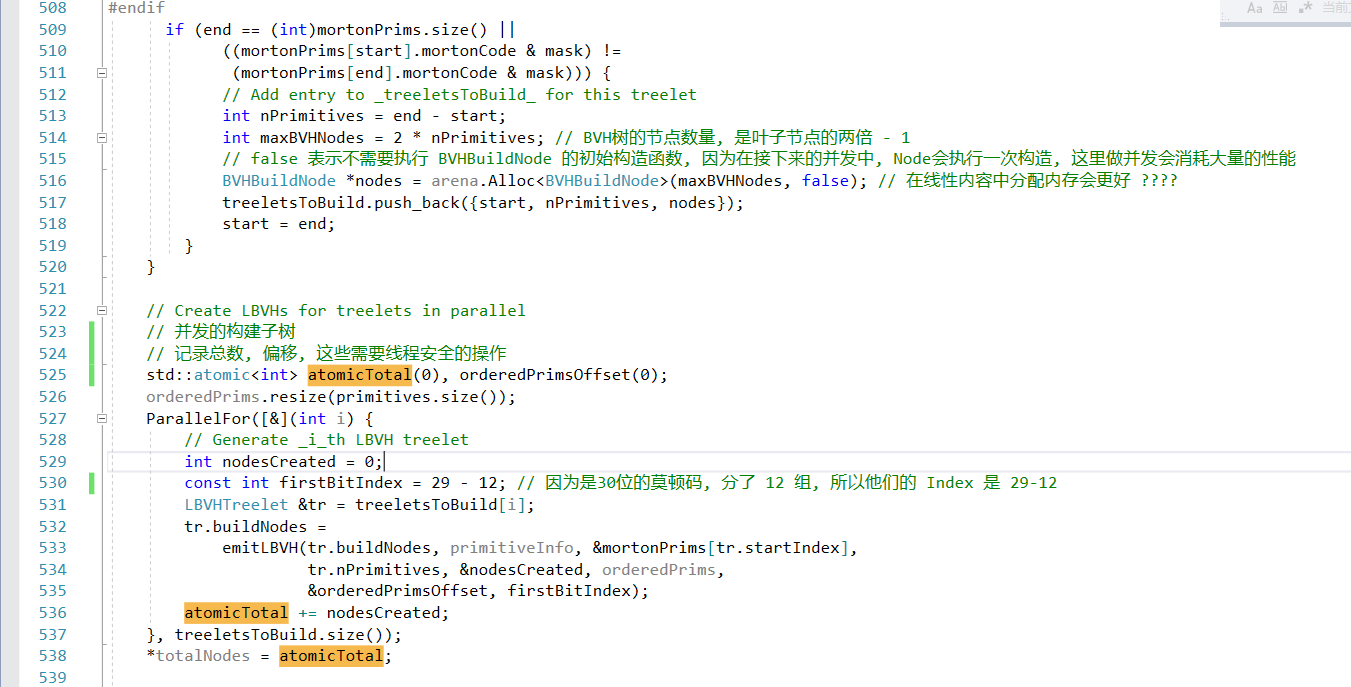 Aa Abl .* 当前
508 #endif
509 if (end == (int)mortonPrims.size() ||
510 ((mortonPrims[start].mortonCode & mask) !=
511 (mortonPrims[end].mortonCode & mask))) {
512 // Add entry to _treeletsToBuild_ for this treelet
513 int nPrimitives = end - start;
514 int maxBVHNodes = 2 * nPrimitives; // BVH树的节点数量, 是叶子节点的两倍 - 1
515 // false 表示不需要执行 BVHBuildNode 的初始构造函数, 因为在接下来的并发中, Node会执行一次构造, 这里做并发会消耗大量的性能
516 BVHBuildNode *nodes = arena.Alloc<BVHBuildNode>(maxBVHNodes, false); // 在线性内容中分配内存会更好 ????
517 treeletsToBuild.push_back({start, nPrimitives, nodes});
518 start = end;
519 }
520 }
521
522 // Create LBVHs for treelets in parallel
523 // 并发的构建子树
524 // 记录总数, 偏移, 这些需要线程安全的操作
525 std::atomic<int> atomicTotal(0), orderedPrimsOffset(0);
526 orderedPrims.resize(primitives.size());
527 ParallelFor([&](int i) {
528 // Generate _i_th LBVH treelet
529 int nodesCreated = 0;
530 const int firstBitIndex = 29 - 12; // 因为是30位的莫顿码, 分了 12 组, 所以他们的 Index 是 29-12
531 LBVHTreelet &tr = treeletsToBuild[i];
532 tr.buildNodes =
533 emitLBVH(tr.buildNodes, primitiveInfo, &mortonPrims[tr.startIndex],
534 tr.nPrimitives, &nodesCreated, orderedPrims,
535 &orderedPrimsOffset, firstBitIndex);
536 atomicTotal += nodesCreated;
537 }, treeletsToBuild.size());
538 *totalNodes = atomicTotal;
539